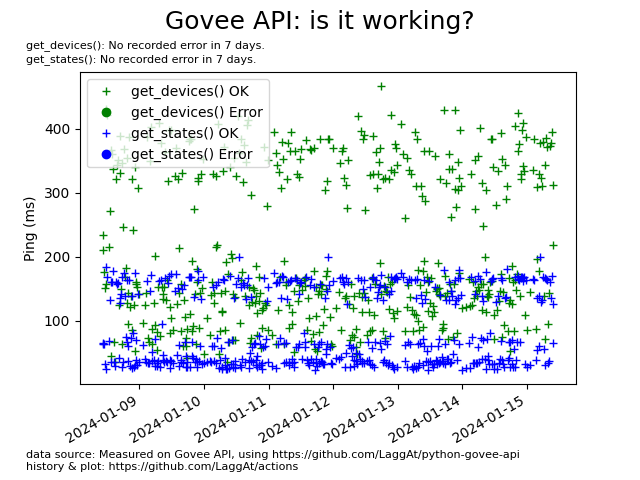 Govee API: is it working?
get_devices(): No recorded error in 7 days.
get_states(): No recorded error in 7 days.
get_devices() OK
get_devices() Error
get_states() OK
get_states() Error
Ping (ms)
400
300
200
100
2024-01-09
2024-01-10
2024-01-11
2024-01-12
2024-01-13
2024-01-14
2024-01-15
data source: Measured on Govee API, using https://github.com/LaggAt/python-govee-api
history & plot: https://github.com/LaggAt/actions